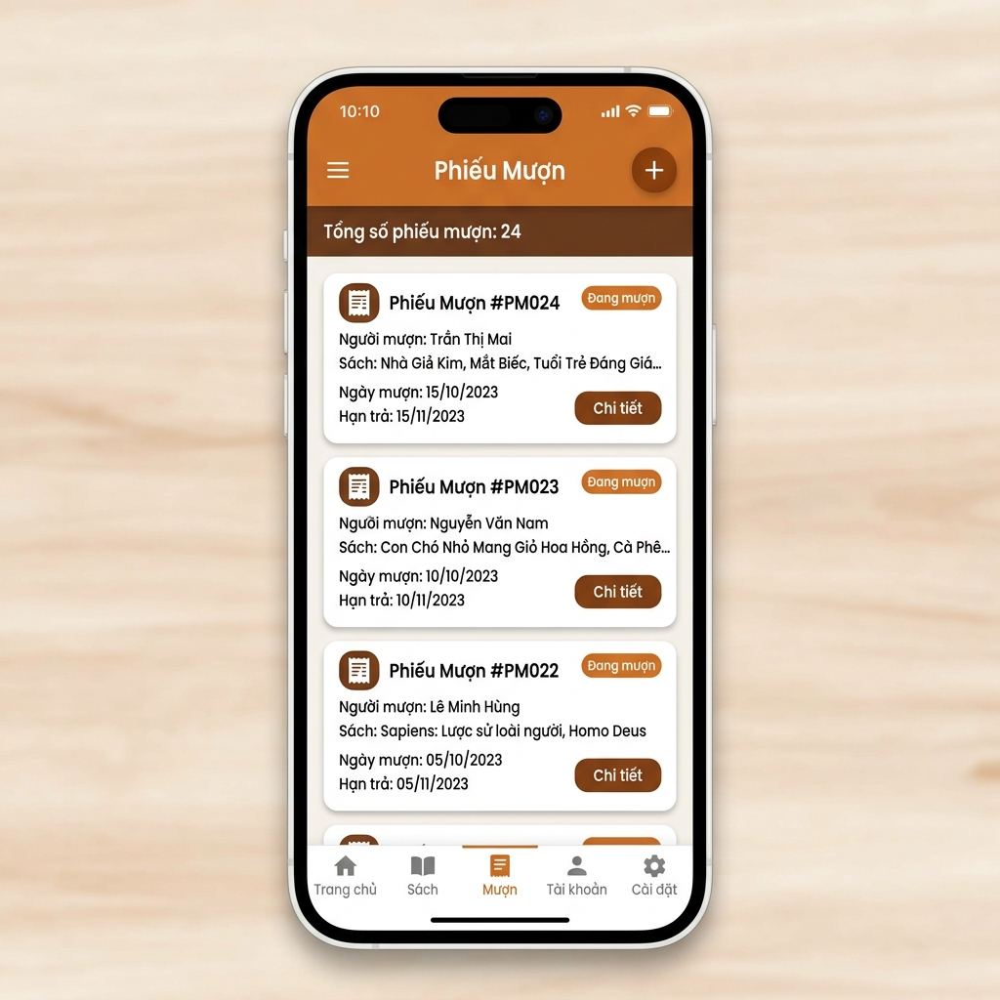 10:10
Phiếu Mượn
Tổng số phiếu mượn: 24
Phiếu Mượn #PM024
Đang mượn
Người mượn: Trần Thị Mai
Sách: Nhà Giả Kim, Mắt Biếc, Tuổi Trẻ Đáng Giá...
Ngày mượn: 15/10/2023
Hạn trả: 15/11/2023
Chi tiết
Phiếu Mượn #PM023
Đang mượn
Người mượn: Nguyễn Văn Nam
Sách: Con Chó Nhỏ Mang Giỏ Hoa Hồng, Cà Phê...
Ngày mượn: 10/10/2023
Hạn trả: 10/11/2023
Chi tiết
Phiếu Mượn #PM022
Đang mượn
Người mượn: Lê Minh Hùng
Sách: Sapiens: Lược sử loài người, Homo Deus
Ngày mượn: 05/10/2023
Hạn trả: 05/11/2023
Chi tiết
Trang chủ
Sách
Mượn
Tài khoản
Cài đặt